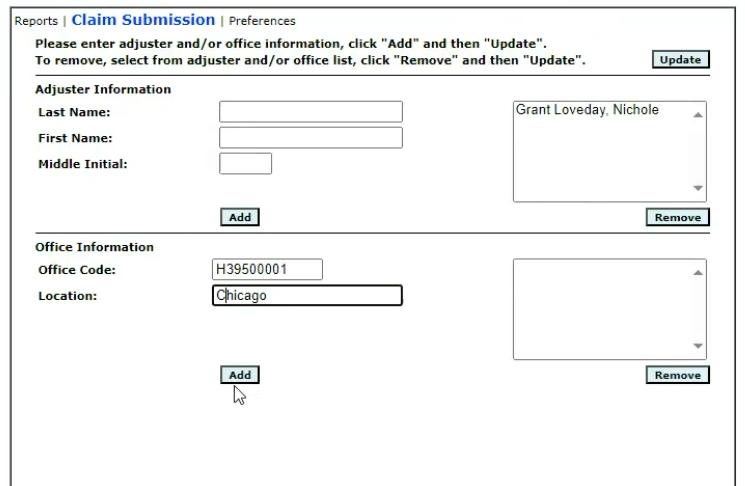 Reports | Claim Submission | Preferences
Please enter adjuster and/or office information, click "Add" and then "Update".
To remove, select from adjuster and/or office list, click "Remove" and then "Update".
Update
Adjuster Information
Last Name:
Grant Loveday, Nichole
First Name:
Middle Initial:
Add
Remove
Office Information
Office Code: H39500001
Location: Chicago
Add
Remove